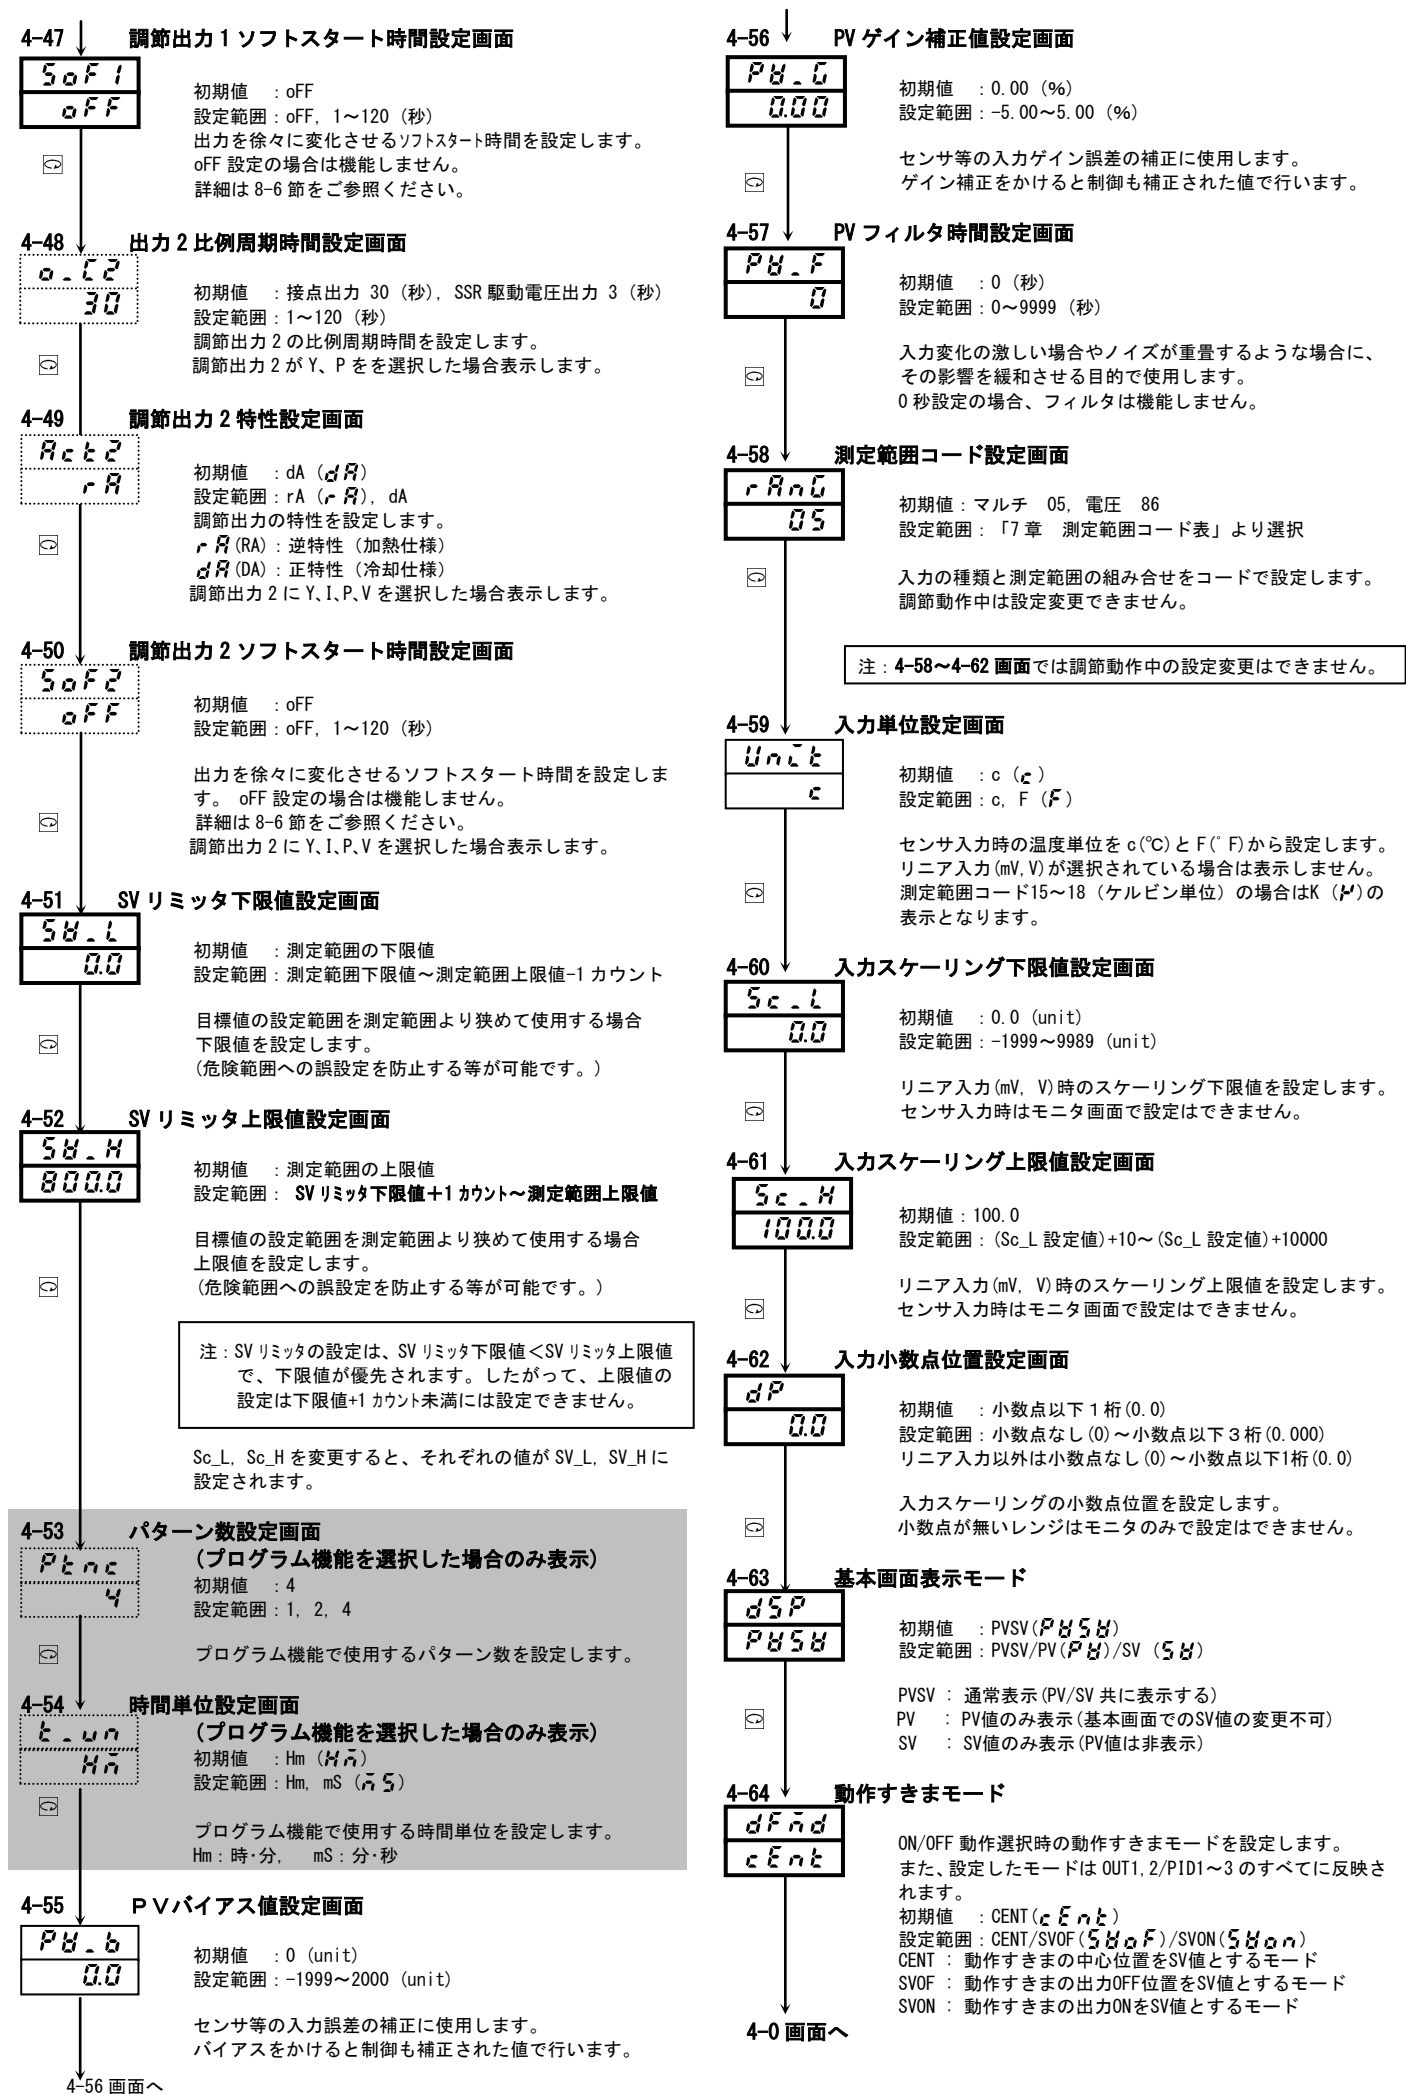 4-47 調節出力1ソフトスタート時間設定画面
SoF1
oFF
初期値 :oFF
設定範囲:oFF, 1～120 (秒)
出力を徐々に変化させるソフトスタート時間を設定します。
oFF 設定の場合は機能しません。
詳細は 8-6 節をご参照ください。
4-48 出力2比例周期時間設定画面
o_C2
30
初期値 :接点出力 30 (秒), SSR 駆動電圧出力 3 (秒)
設定範囲:1～120 (秒)
調節出力2の比例周期時間を設定します。
調節出力2がY、Pをを選択した場合表示します。
4-49 調節出力2特性設定画面
Act2
rA
初期値 :dA (dA)
設定範囲:rA (rA), dA
調節出力の特性を設定します。
rA(RA):逆特性 (加熱仕様)
dA(DA):正特性 (冷却仕様)
調節出力2にY､I､P､Vを選択した場合表示します。
4-50 調節出力2ソフトスタート時間設定画面
SoF2
oFF
初期値 :oFF
設定範囲:oFF, 1～120 (秒)
出力を徐々に変化させるソフトスタート時間を設定しま
す。 oFF 設定の場合は機能しません。
詳細は 8-6 節をご参照ください。
調節出力2にY､I､P､Vを選択した場合表示します。
4-51 SVリミッタ下限値設定画面
SV_L
0.0
初期値 :測定範囲の下限値
設定範囲:測定範囲下限値～測定範囲上限値-1 カウント
目標値の設定範囲を測定範囲より狭めて使用する場合
下限値を設定します。
(危険範囲への誤設定を防止する等が可能です。)
4-52 SVリミッタ上限値設定画面
SV_H
800.0
初期値 :測定範囲の上限値
設定範囲: SVリミッタ下限値＋1カウント～測定範囲上限値
目標値の設定範囲を測定範囲より狭めて使用する場合
上限値を設定します。
(危険範囲への誤設定を防止する等が可能です。)
注:SVリミッタの設定は、SVリミッタ下限値＜SVリミッタ上限値
で、下限値が優先されます。したがって、上限値の
設定は下限値+1カウント未満には設定できません。
Sc_L, Sc_H を変更すると、それぞれの値が SV_L, SV_H に
設定されます。
4-53 パターン数設定画面
(プログラム機能を選択した場合のみ表示)
Ptnc
4
初期値 :4
設定範囲:1, 2, 4
プログラム機能で使用するパターン数を設定します。
4-54 時間単位設定画面
(プログラム機能を選択した場合のみ表示)
t_un
Hm
初期値 :Hm (Hm)
設定範囲:Hm, mS (mS)
プログラム機能で使用する時間単位を設定します。
Hm:時･分, mS:分･秒
4-55 ＰＶバイアス値設定画面
PV_b
0.0
初期値 :0 (unit)
設定範囲:-1999～2000 (unit)
センサ等の入力誤差の補正に使用します。
バイアスをかけると制御も補正された値で行います。
4-56 画面へ
4-56 PVゲイン補正値設定画面
PV_G
0.00
初期値 :0.00 (%)
設定範囲:-5.00～5.00 (%)
センサ等の入力ゲイン誤差の補正に使用します。
ゲイン補正をかけると制御も補正された値で行います。
4-57 PVフィルタ時間設定画面
PV_F
0
初期値 :0 (秒)
設定範囲:0～9999 (秒)
入力変化の激しい場合やノイズが重畳するような場合に、
その影響を緩和させる目的で使用します。
0 秒設定の場合、フィルタは機能しません。
4-58 測定範囲コード設定画面
rAnG
05
初期値:マルチ 05, 電圧 86
設定範囲:「7章 測定範囲コード表」より選択
入力の種類と測定範囲の組み合せをコードで設定します。
調節動作中は設定変更できません。
注:4-58～4-62 画面では調節動作中の設定変更はできません。
4-59 入力単位設定画面
Unit
c
初期値 :c (c)
設定範囲:c, F (F)
センサ入力時の温度単位を c(℃)と F(ﾟF)から設定します。
リニア入力(mV,V)が選択されている場合は表示しません。
測定範囲コード15～18 (ケルビン単位) の場合はK (K)の
表示となります。
4-60 入力スケーリング下限値設定画面
Sc_L
0.0
初期値 :0.0 (unit)
設定範囲:-1999～9989 (unit)
リニア入力(mV, V)時のスケーリング下限値を設定します。
センサ入力時はモニタ画面で設定はできません。
4-61 入力スケーリング上限値設定画面
Sc_H
100.0
初期値:100.0
設定範囲:(Sc_L 設定値)+10～(Sc_L 設定値)+10000
リニア入力(mV, V)時のスケーリング上限値を設定します。
センサ入力時はモニタ画面で設定はできません。
4-62 入力小数点位置設定画面
dP
0.0
初期値 :小数点以下１桁(0.0)
設定範囲:小数点なし(0)～小数点以下３桁(0.000)
リニア入力以外は小数点なし(0)～小数点以下1桁(0.0)
入力スケーリングの小数点位置を設定します。
小数点が無いレンジはモニタのみで設定はできません。
4-63 基本画面表示モード
dSP
PVSV
初期値 :PVSV(PVSV)
設定範囲:PVSV/PV(PV)/SV (SV)
PVSV : 通常表示(PV/SV 共に表示する)
PV : PV値のみ表示(基本画面でのSV値の変更不可)
SV : SV値のみ表示(PV値は非表示)
4-64 動作すきまモード
dFmd
cEnt
ON/OFF 動作選択時の動作すきまモードを設定します。
また、設定したモードは OUT1,2/PID1～3 のすべてに反映さ
れます。
初期値 :CENT(cEnt)
設定範囲:CENT/SVOF(SVoF)/SVON(SVon)
CENT : 動作すきまの中心位置をSV値とするモード
SVOF : 動作すきまの出力OFF位置をSV値とするモード
SVON : 動作すきまの出力ONをSV値とするモード
4-0 画面へ